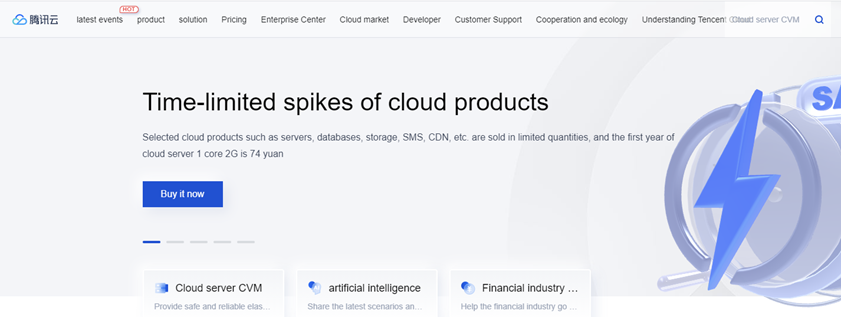 腾讯云
latest events
HOT
product
solution
Pricing
Enterprise Center
Cloud market
Developer
Customer Support
Cooperation and ecology
Understanding Tencent
Cloud server CVM
Time-limited spikes of cloud products
Selected cloud products such as servers, databases, storage, SMS, CDN, etc. are sold in limited quantities, and the first year of
cloud server 1 core 2G is 74 yuan
Buy it now
SA
Cloud server CVM
Provide safe and reliable elas...
artificial intelligence
Share the latest scenarios an...
Financial industry ...
Help the financial industry go ...